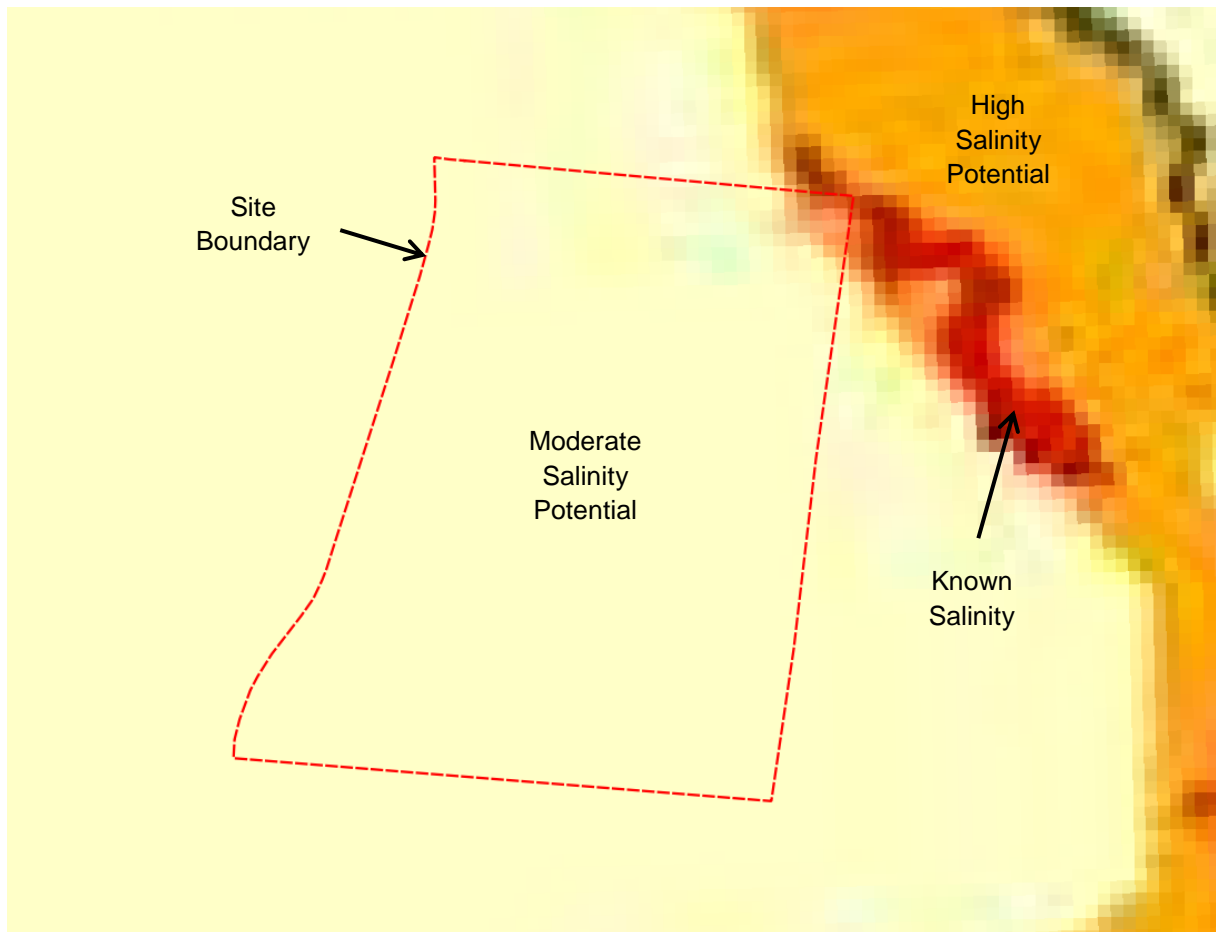 High
Salinity
Potential
Site
Boundary
Moderate
Salinity
Potential
Known
Salinity